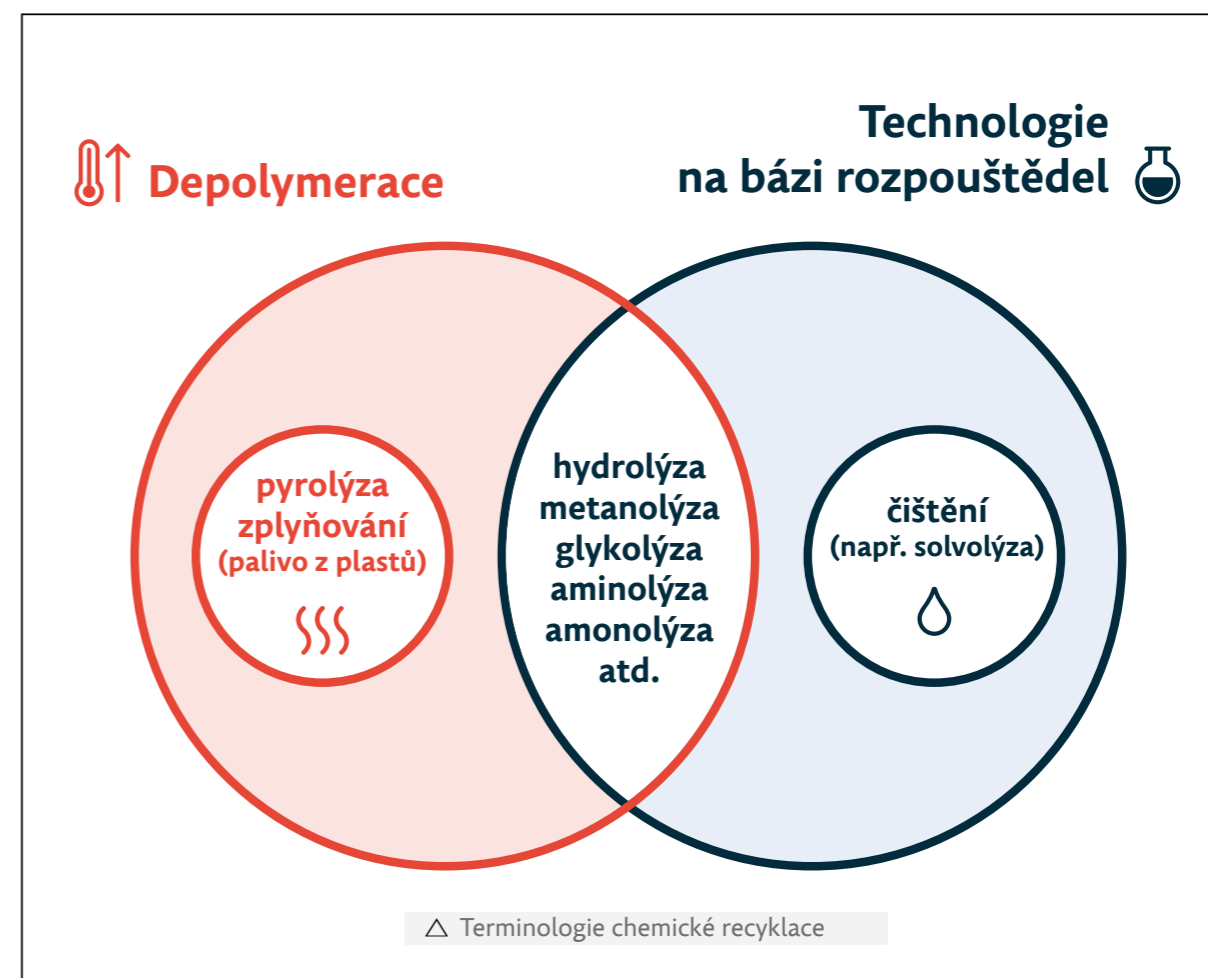 Depolymerace
Technologie
na bázi rozpouštědel
pyrolýza
zplyňování
(palivo z plastů)
hydrolýza
metanolýza
glykolýza
aminolýza
amonolýza
atd.
čištění
(např. solvolýza)
△ Terminologie chemické recyklace